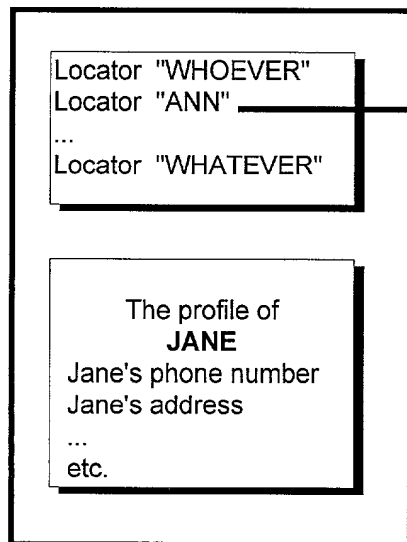 Locator "WHOEVER"
Locator "ANN"
...
Locator "WHATEVER"
The profile of
JANE
Jane's phone number
Jane's address
...
etc.